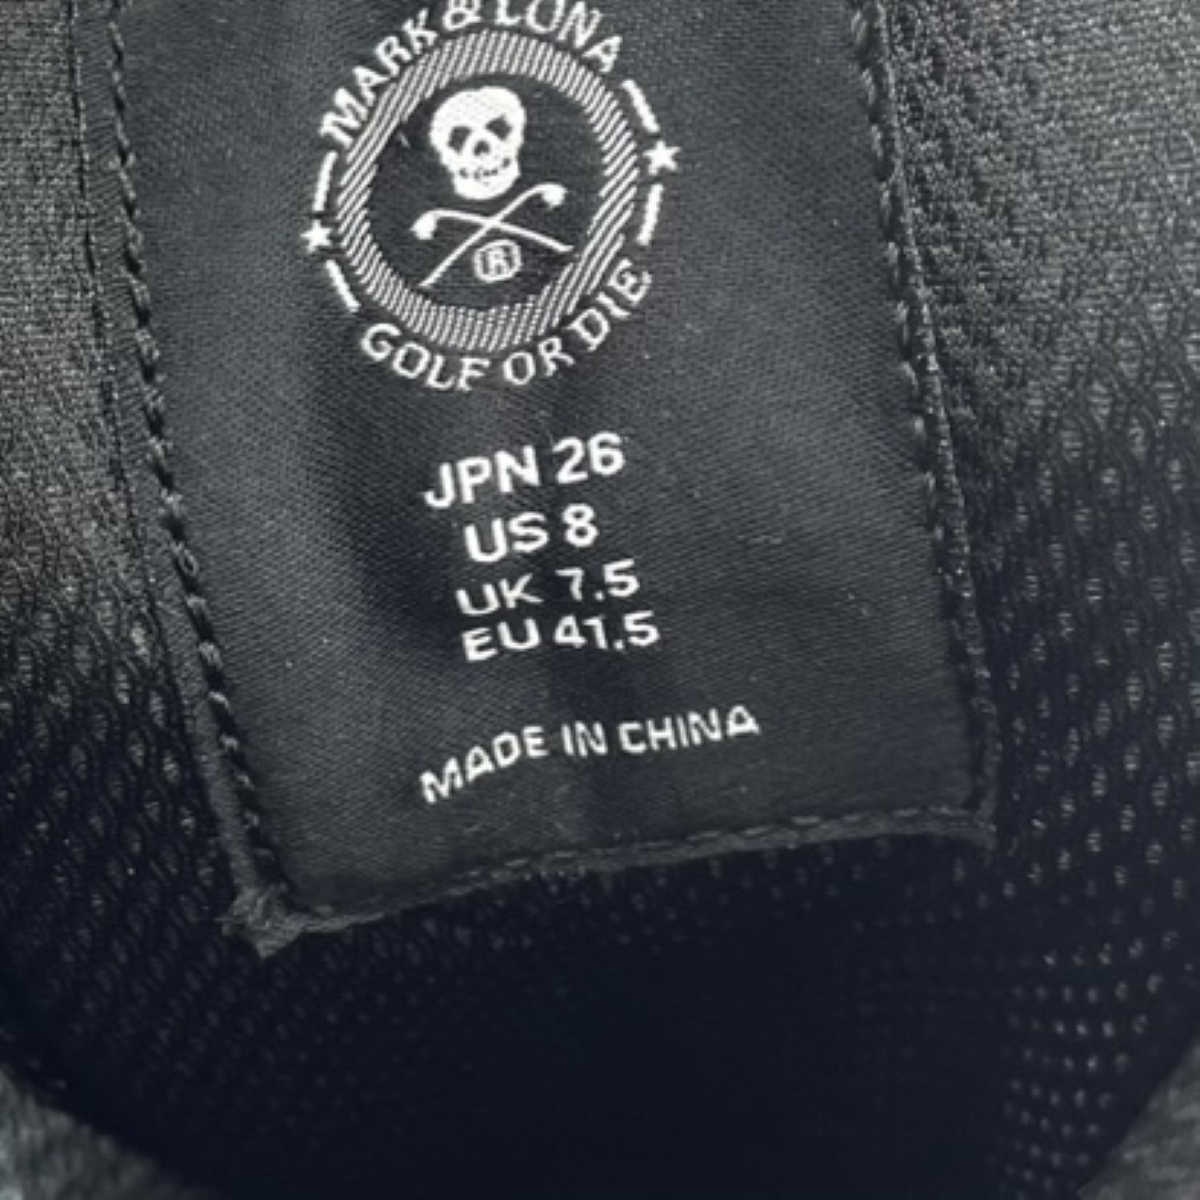 MARK & LONA
®
GOLF OR DIE
JPN 26
US 8
UK 7.5
EU 41.5
MADE IN CHINA